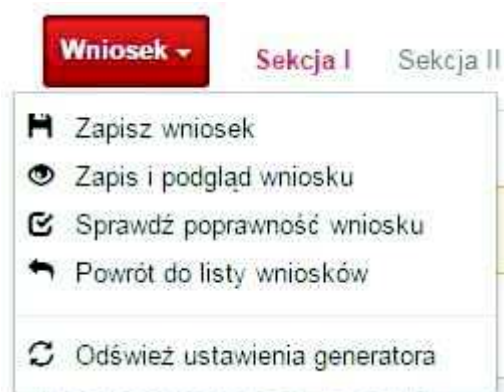 Wniosek Sekcja I Sekcja II
Zapisz wniosek
Zapis i podgląd wniosku
Sprawdź poprawność wniosku
Powrót do listy wniosków
Odśwież ustawienia generatora